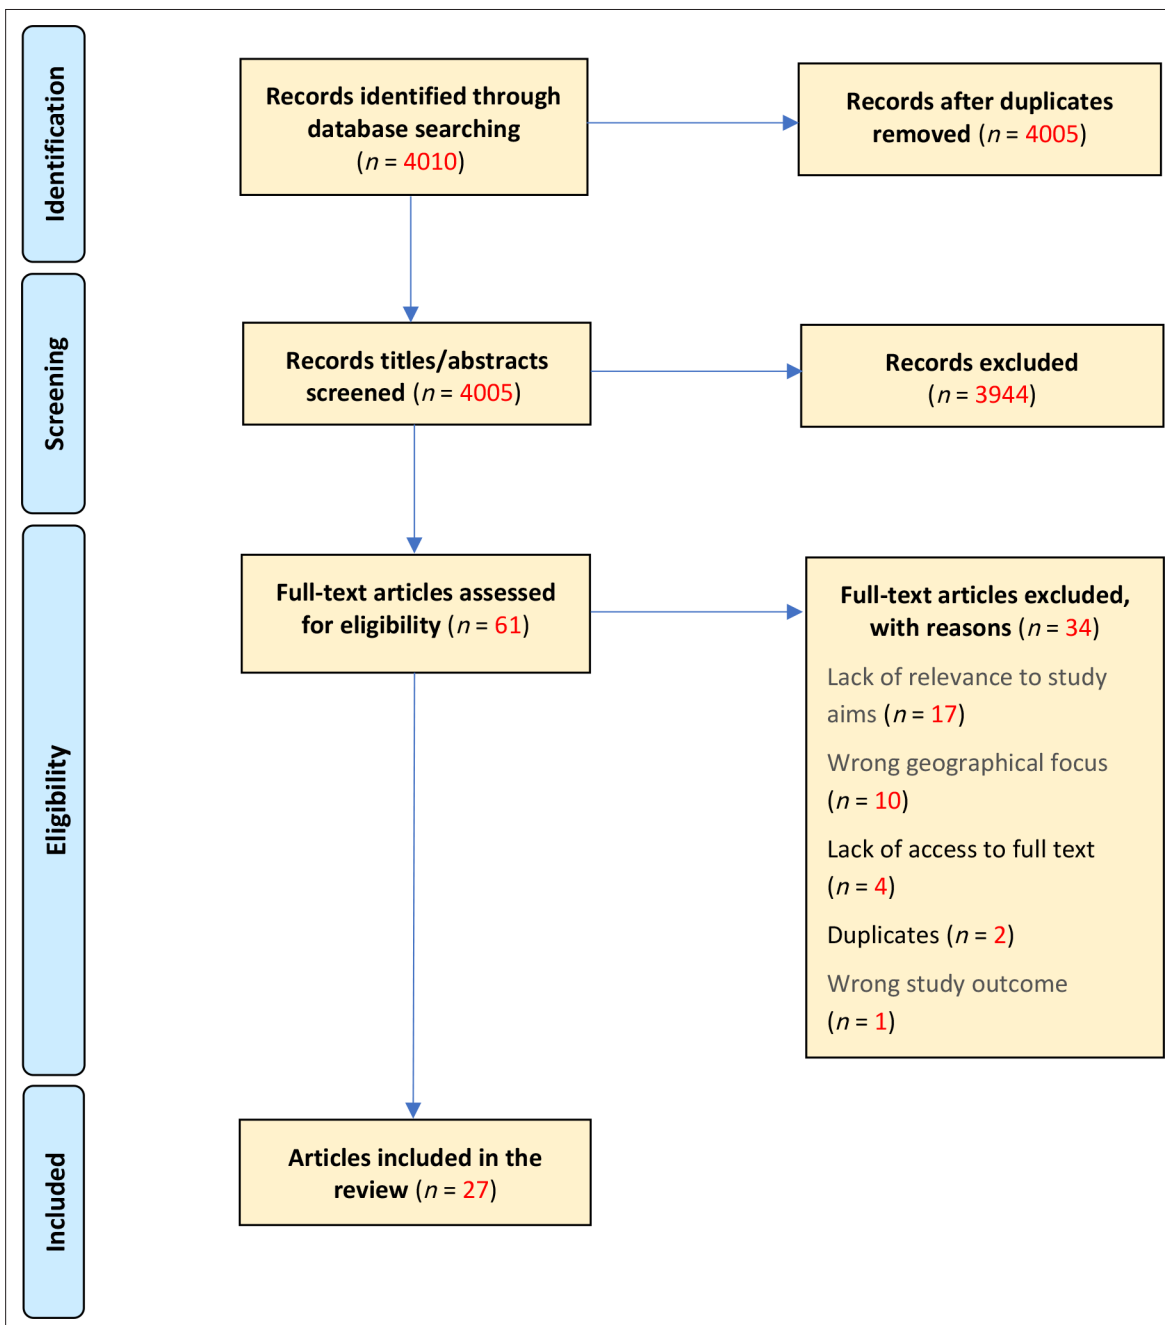 Identification
Records identified through
database searching
(n = 4010)
Records after duplicates
removed (n = 4005)
Screening
Records titles/abstracts
screened (n = 4005)
Records excluded
(n = 3944)
Eligibility
Full-text articles assessed
for eligibility (n = 61)
Full-text articles excluded,
with reasons (n = 34)
Lack of relevance to study
aims (n = 17)
Wrong geographical focus
(n = 10)
Lack of access to full text
(n = 4)
Duplicates (n = 2)
Wrong study outcome
(n = 1)
Included
Articles included in the
review (n = 27)